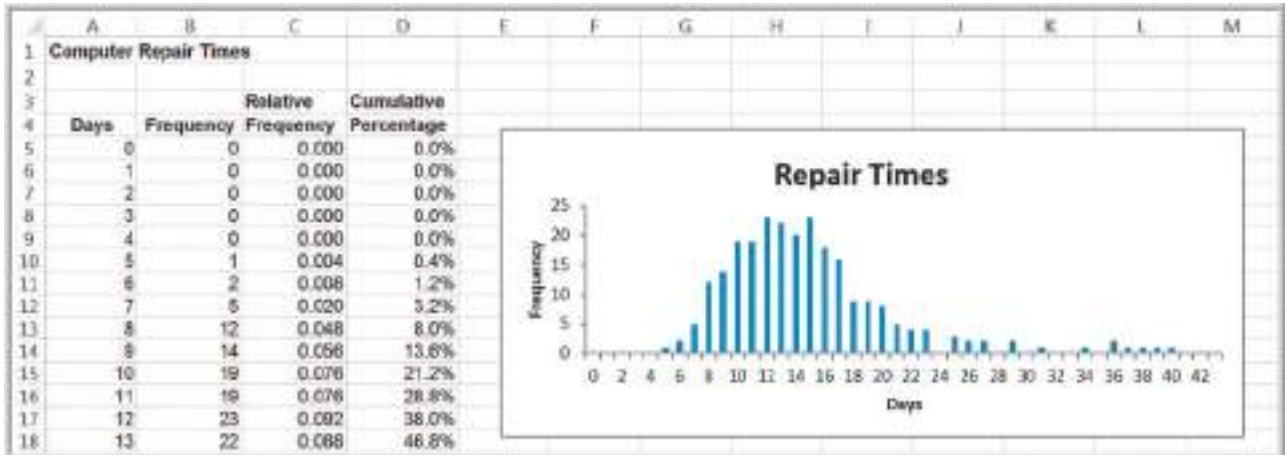 A B C D E F G H I J K L M
1 Computer Repair Times
2
3 Relative Cumulative
4 Days Frequency Frequency Percentage
5 0 0 0.000 0.0%
6 1 0 0.000 0.0%
7 2 0 0.000 0.0%
8 3 0 0.000 0.0%
9 4 0 0.000 0.0%
10 5 1 0.004 0.4%
11 6 2 0.008 1.2%
12 7 5 0.020 3.2%
13 8 12 0.048 8.0%
14 9 14 0.056 13.6%
15 10 19 0.076 21.2%
16 11 19 0.076 28.8%
17 12 23 0.092 38.0%
18 13 22 0.088 46.8%
Repair Times
25
20
15
10
5
0
Frequency
0 2 4 6 8 10 12 14 16 18 20 22 24 26 28 30 32 34 36 38 40 42
Days